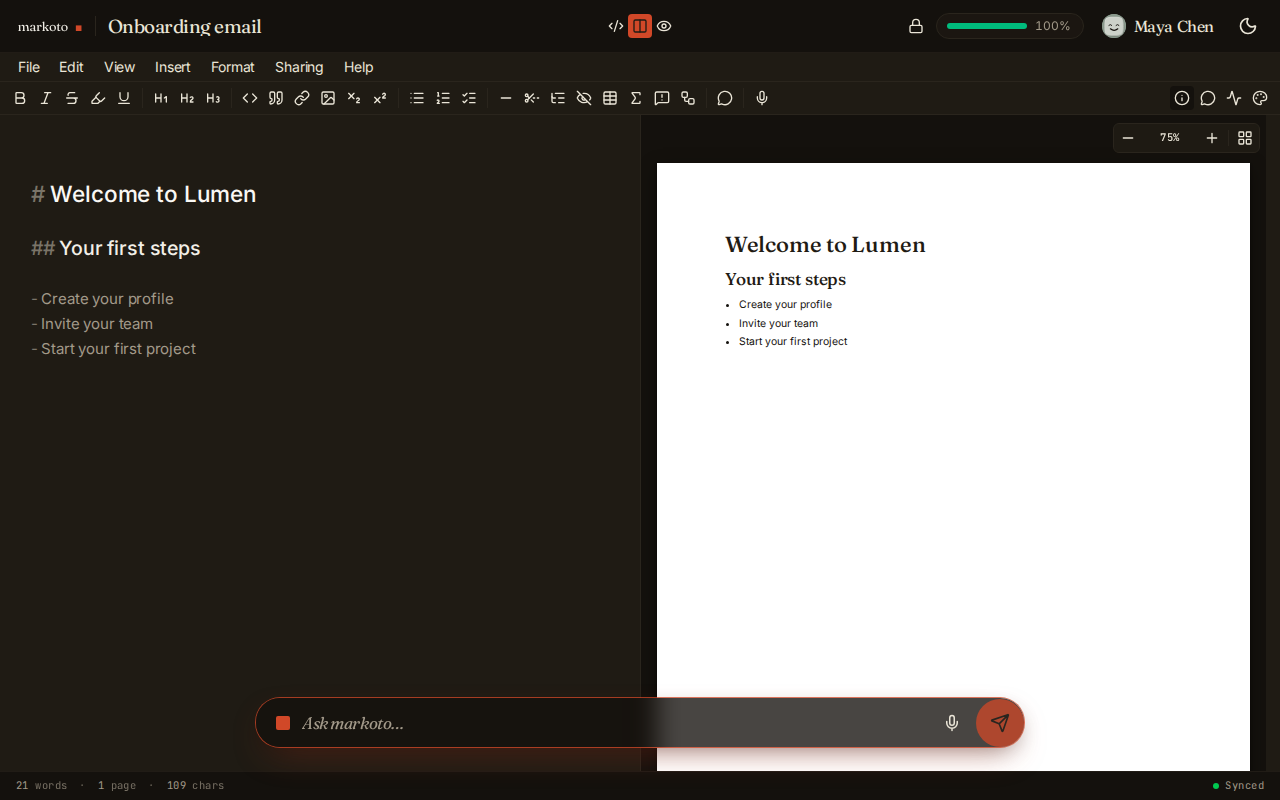 markoto
Onboarding email
100%
Maya Chen
File Edit View Insert Format Sharing Help
H1 H2 H3
75%
# Welcome to Lumen
## Your first steps
- Create your profile
- Invite your team
- Start your first project
Welcome to Lumen
Your first steps
• Create your profile
• Invite your team
• Start your first project
Ask markoto...
21 words · 1 page · 109 chars
Synced